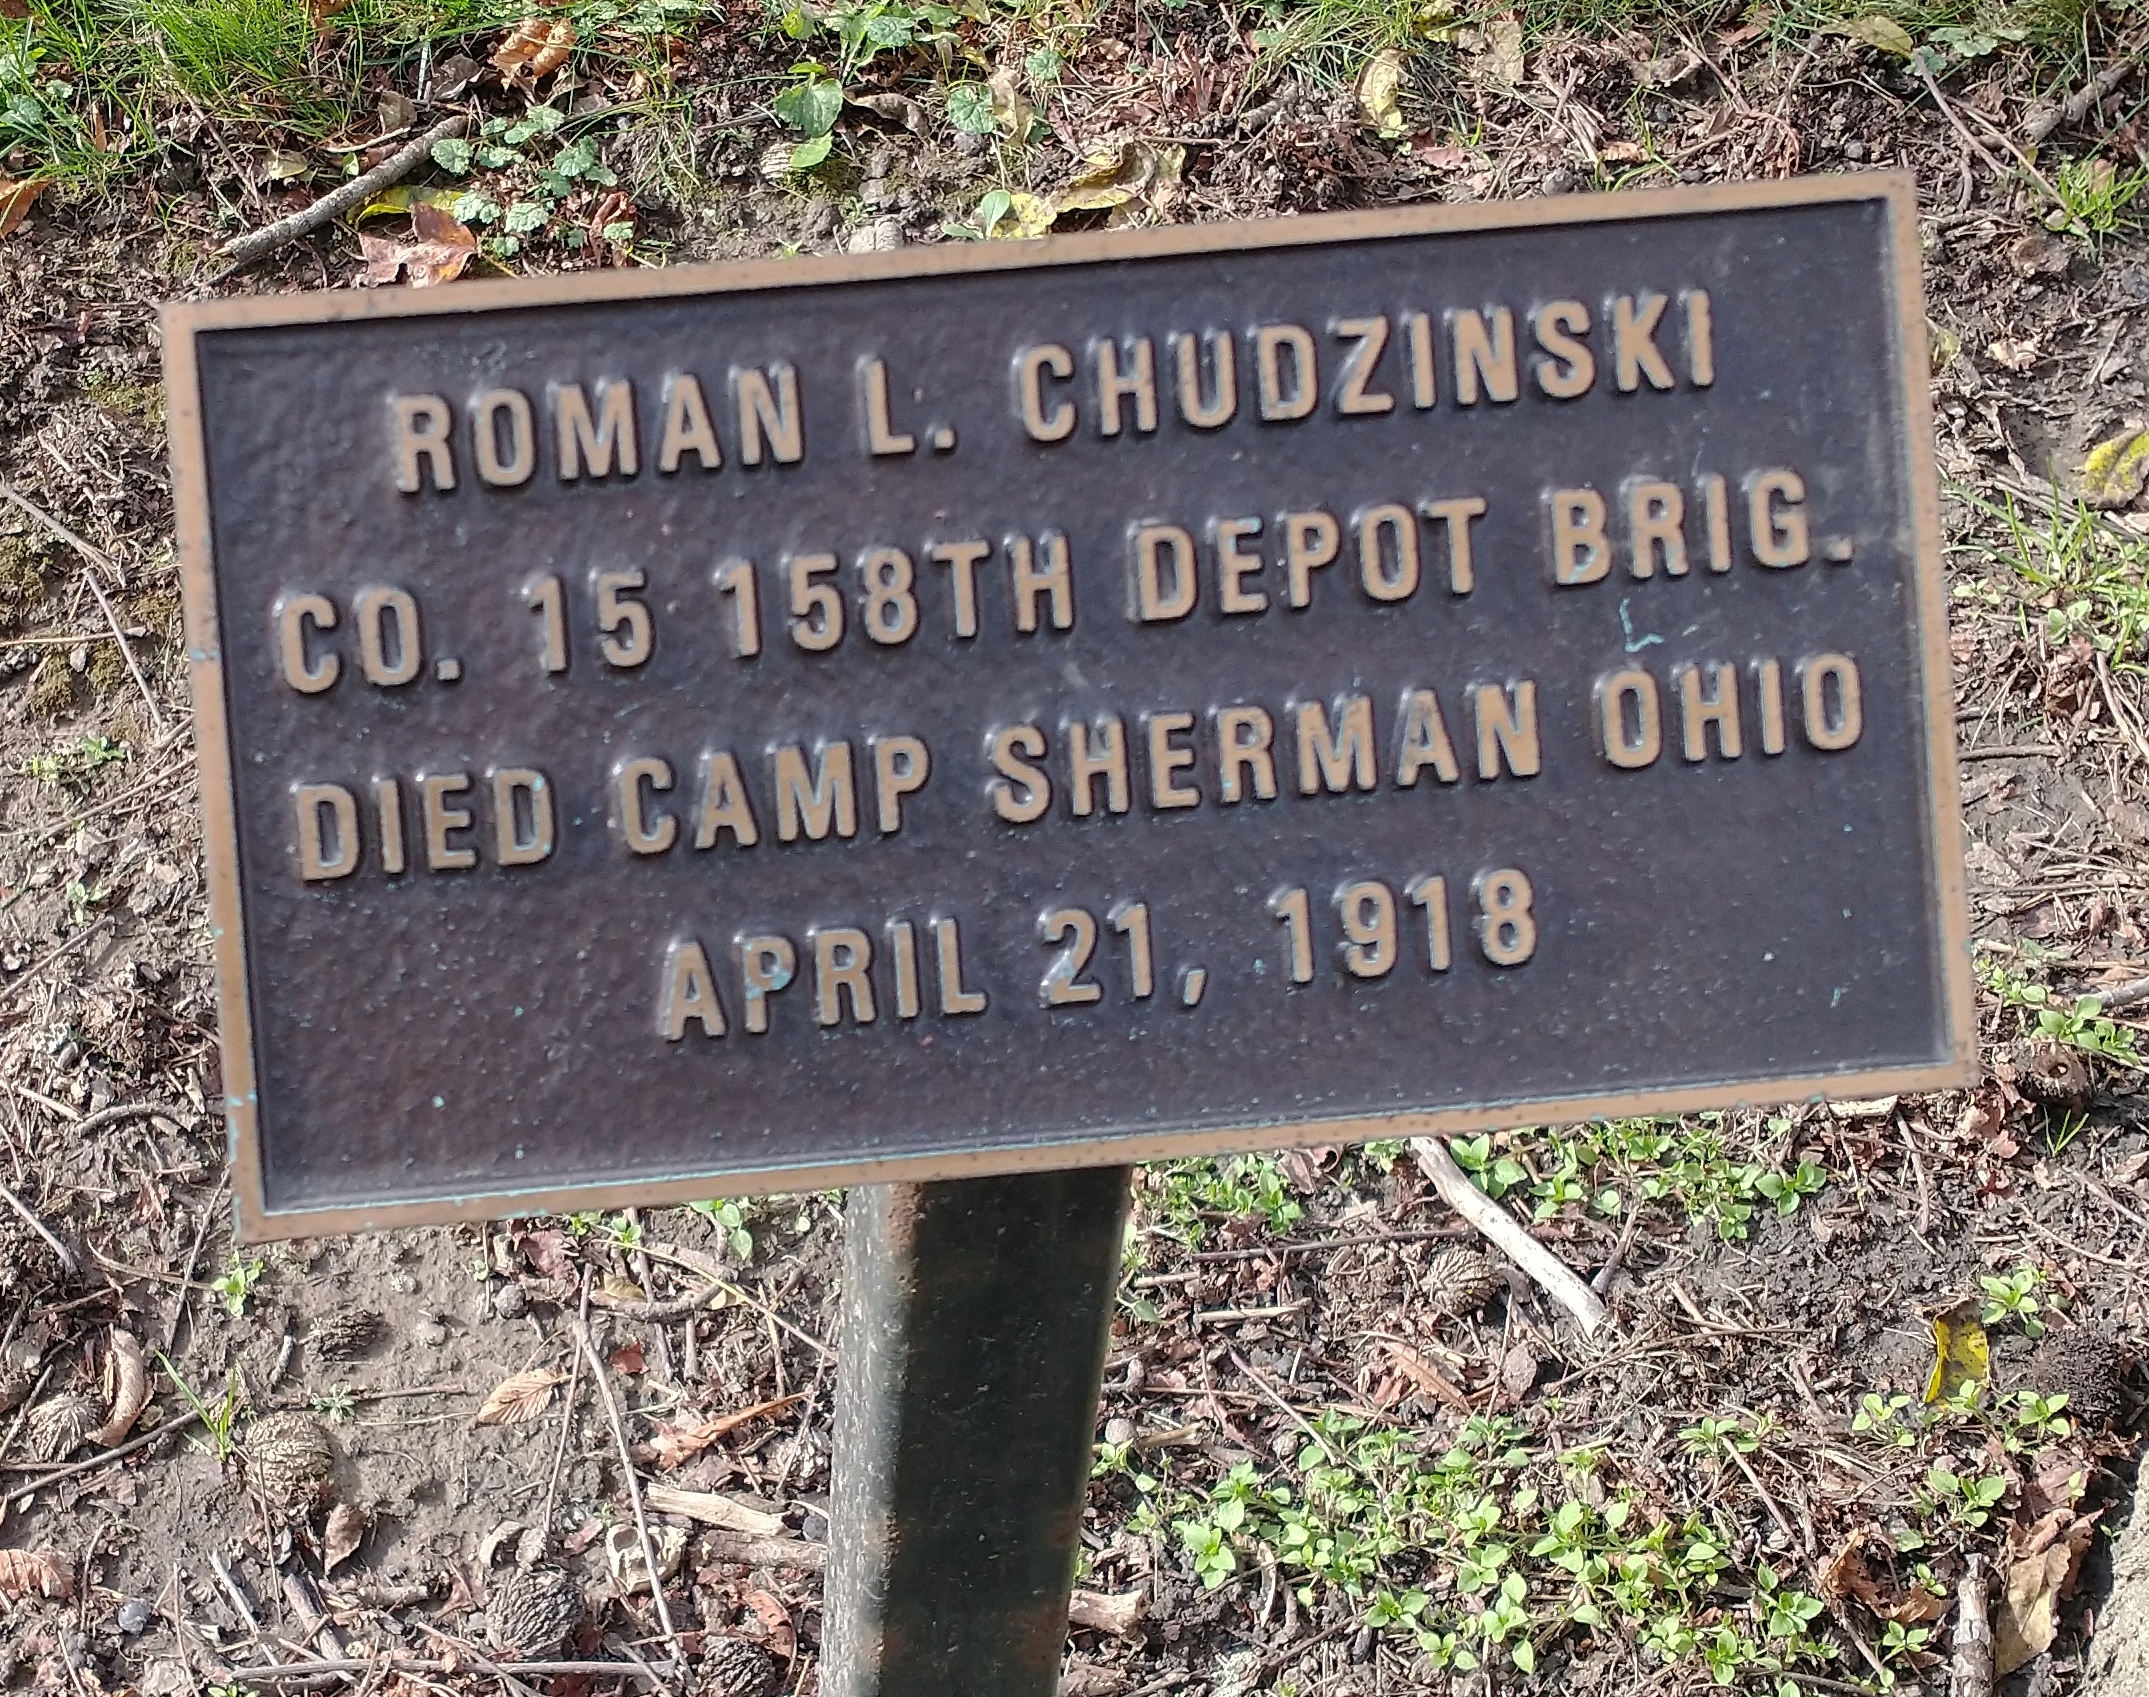 ROMAN L. CHUDZINSKI
CO. 15 158TH DEPOT BRIG.
DIED CAMP SHERMAN OHIO
APRIL 21, 1918